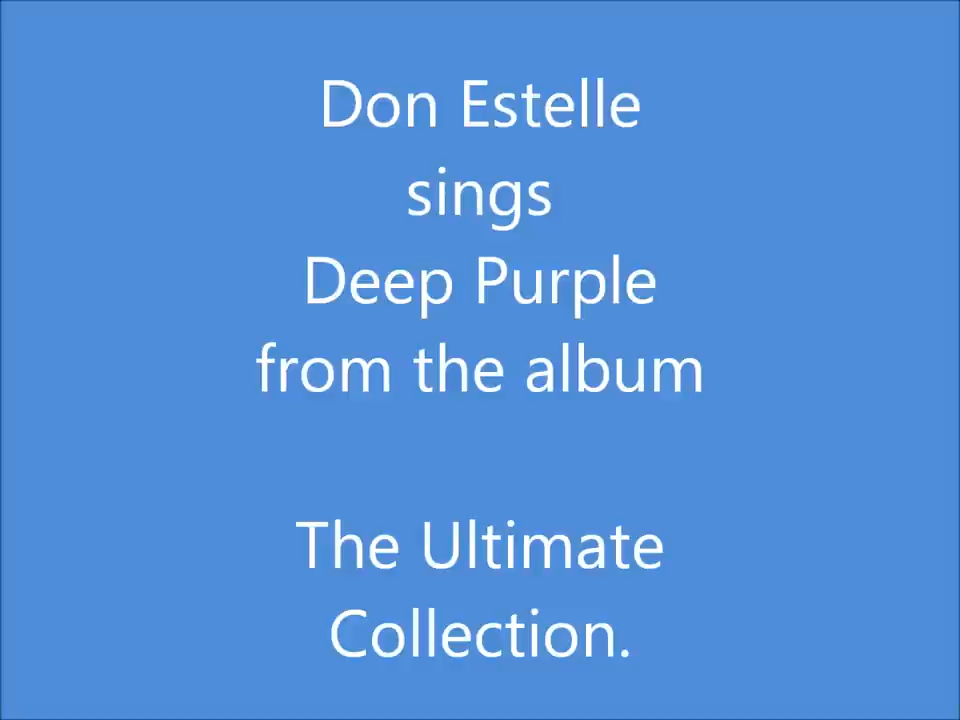 Don Estelle
sings
Deep Purple
from the album
The Ultimate
Collection.